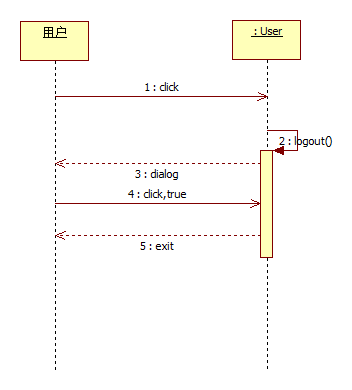 用户
: User
1 : click
2 : logout()
3 : dialog
4 : click,true
5 : exit